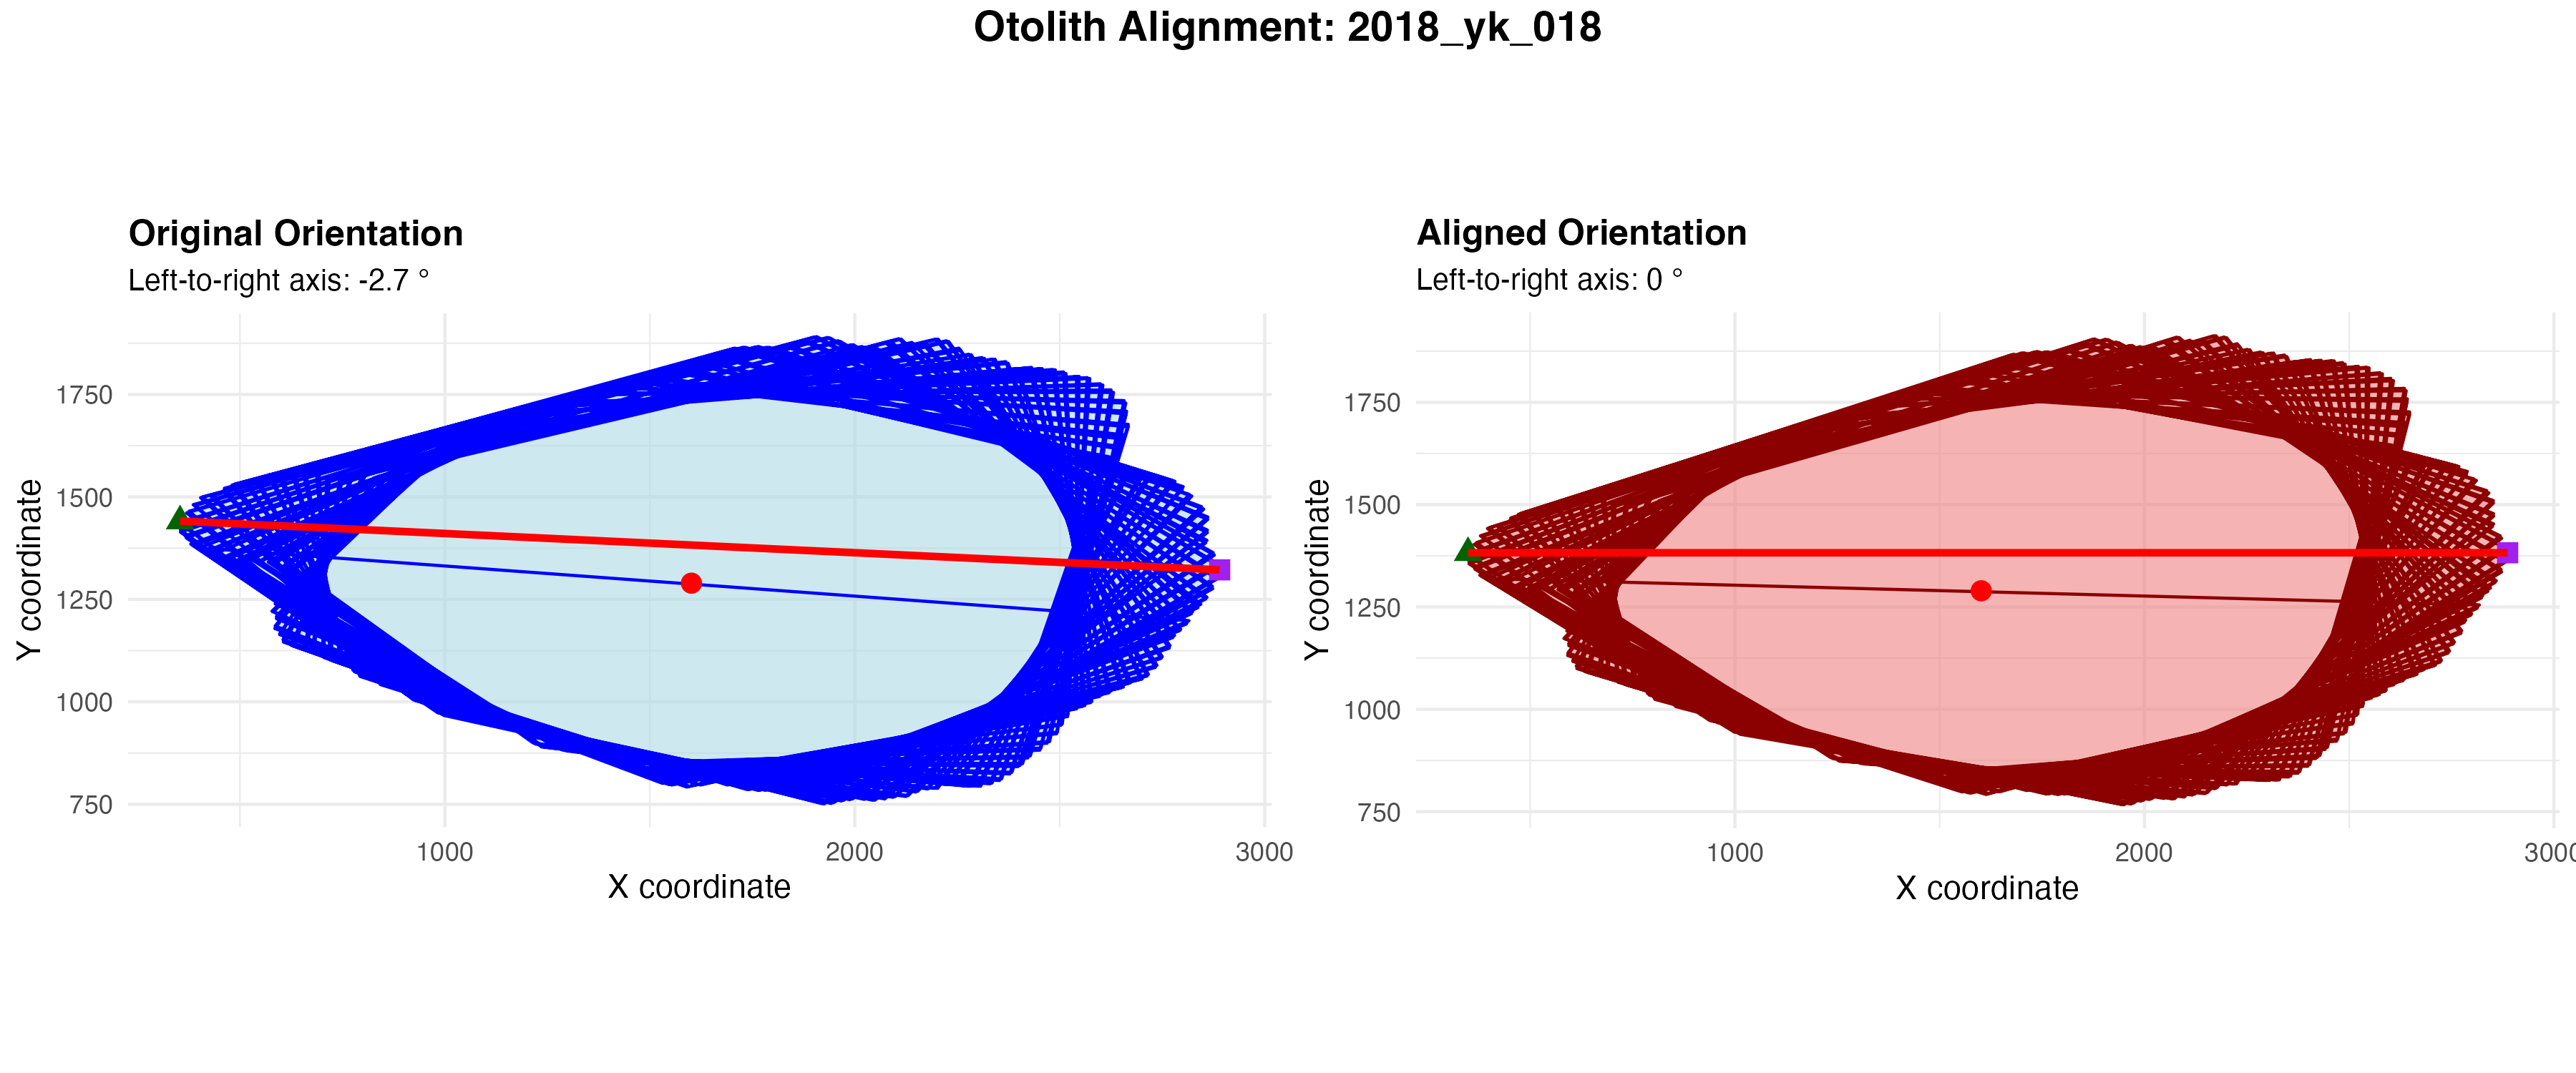 Otolith Alignment: 2018_yk_018
Original Orientation
Left-to-right axis: -2.7 °
Y coordinate
1750
1500
1250
1000
750
1000
2000
3000
X coordinate
Aligned Orientation
Left-to-right axis: 0 °
Y coordinate
1750
1500
1250
1000
750
1000
2000
3000
X coordinate